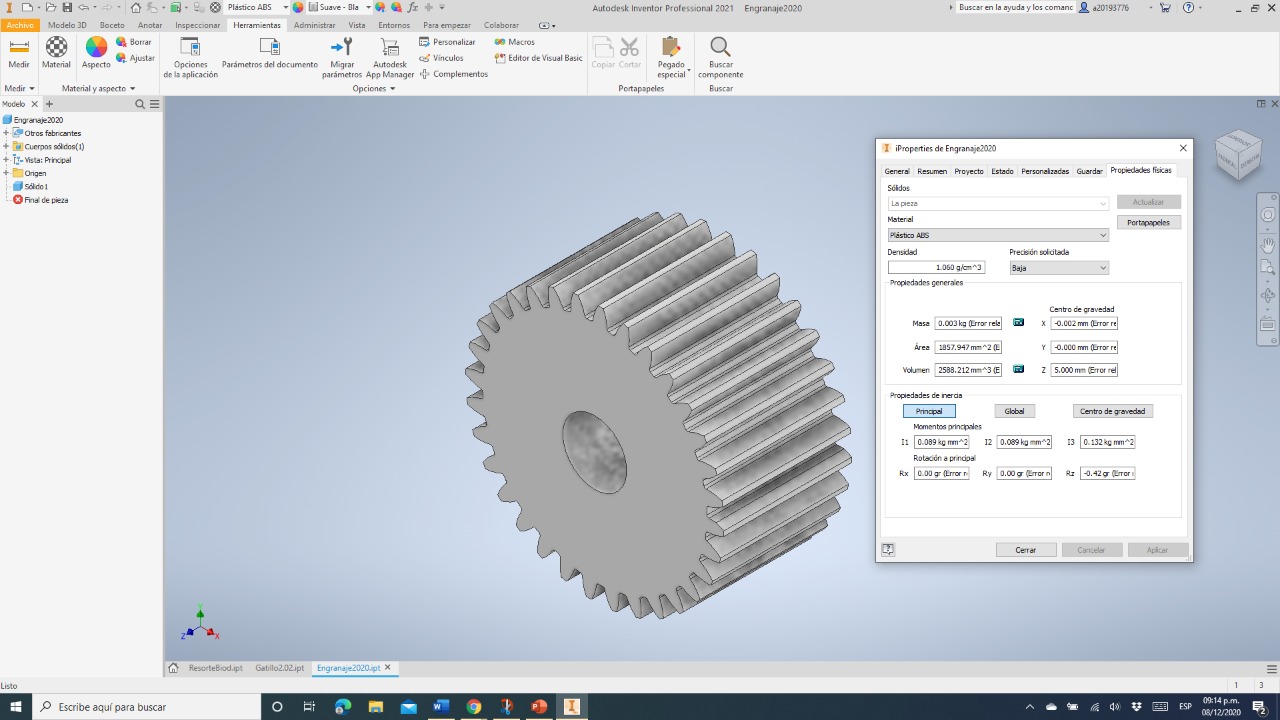 Plástico ABS
Suave - Bla
Autodesk Inventor Professional 2021 Engranaje2020
Buscar en la ayuda y los comanc
a20193776
Archivo Modelo 3D Boceto Anotar Inspeccionar Herramientas Administrar Vista Entornos Para empezar Colaborar
Medir
Material
Aspecto
Borrar
Ajustar
Opciones de la aplicación
Parámetros del documento
Migrar parámetros
Autodesk App Manager
Personalizar
Vínculos
Complementos
Macros
Editor de Visual Basic
Copiar Cortar
Pegado especial
Buscar componente
Medir Material y aspecto Opciones Portapapeles Buscar
Modelo
Engranaje2020
Otros fabricantes
Cuerpos sólidos(1)
Vista: Principal
Origen
Sólido1
Final de pieza
iProperties de Engranaje2020
General Resumen Proyecto Estado Personalizadas Guardar Propiedades físicas
Sólidos
La pieza
Actualizar
Material
Portapapeles
Plástico ABS
Densidad Precisión solicitada
1.060 g/cm^3 Baja
Propiedades generales
Centro de gravedad
Masa 0.003 kg (Error rela X -0.002 mm (Error re
Área 1857.947 mm^2 (E Y -0.000 mm (Error re
Volumen 2588.212 mm^3 (E Z 5.000 mm (Error rel
Propiedades de inercia
Principal Global Centro de gravedad
Momentos principales
I1 0.089 kg mm^2 I2 0.089 kg mm^2 I3 0.132 kg mm^2
Rotación a principal
Rx 0.00 gr (Error r Ry 0.00 gr (Error r Rz -0.42 gr (Error
Cerrar Cancelar Aplicar
Y
Z X
ResorteBiod.ipt Gatillo2.02.ipt Engranaje2020.ipt
Listo 1 3
Escribe aquí para buscar
ESP
09:14 p.m.
08/12/2020
2